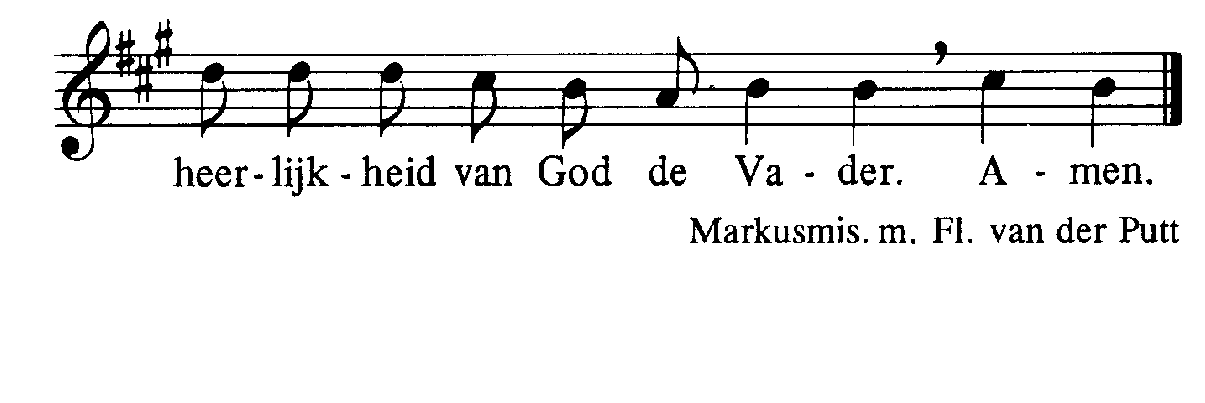 heer-lijk-heid van God de Va-der. A-men.
Markusmis. m. Fl. van der Putt